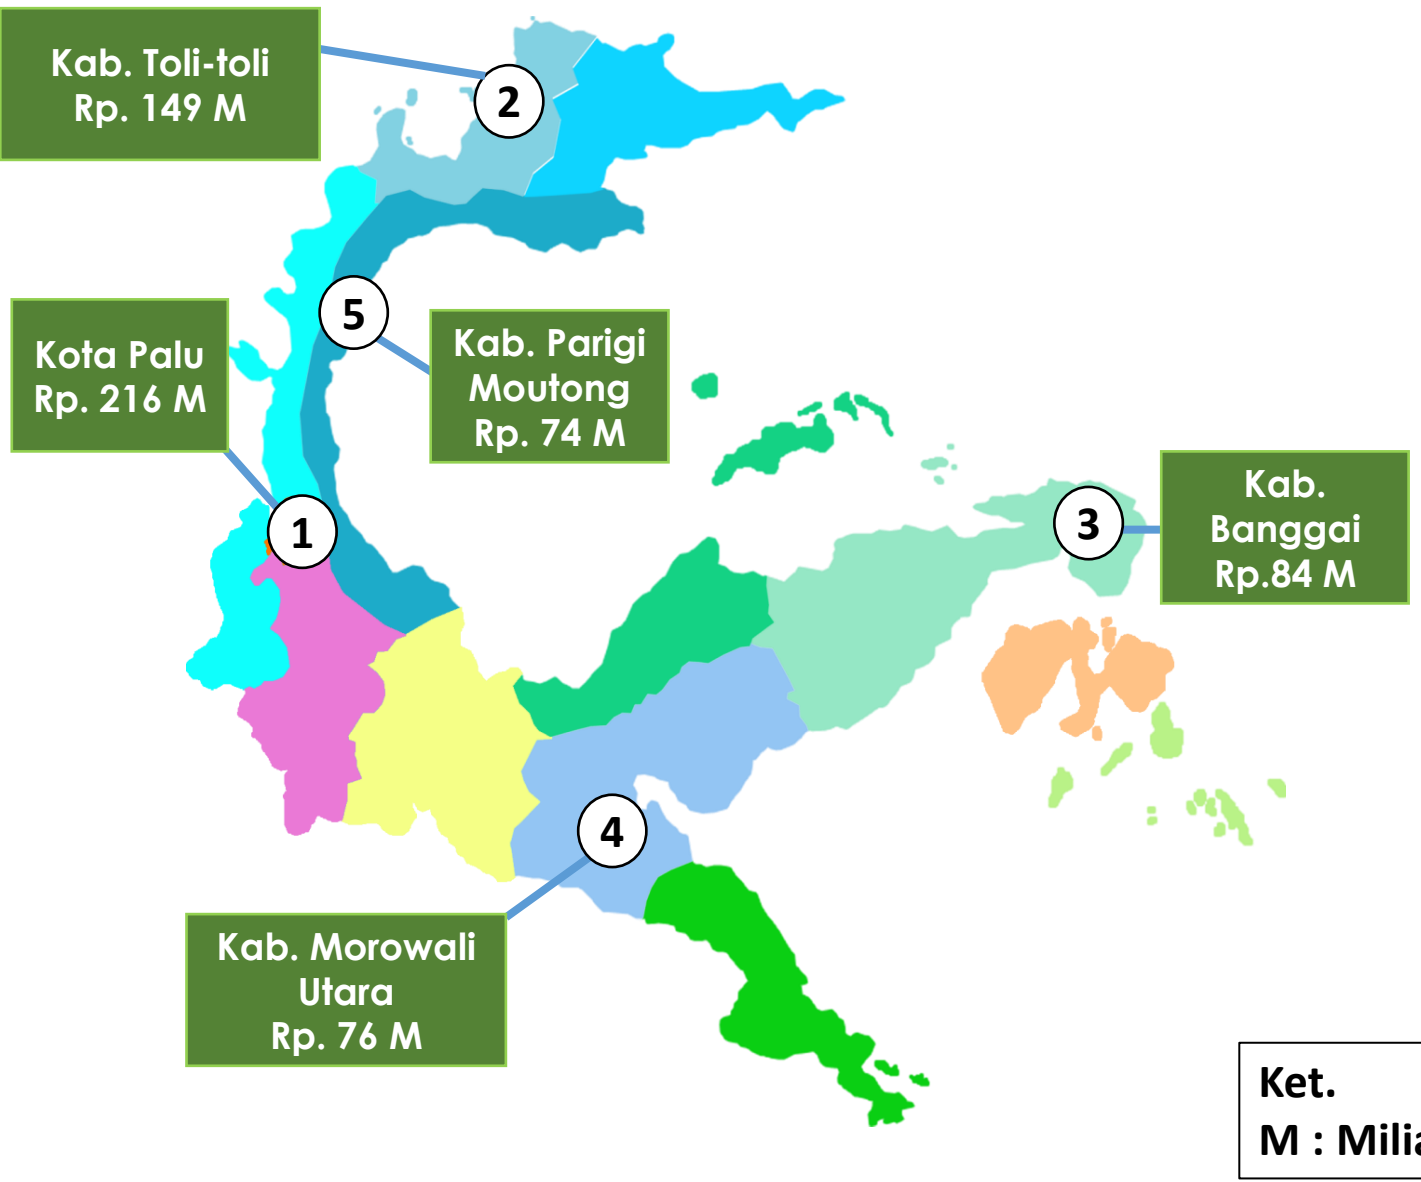 Kab. Toli-toli
Rp. 149 M
2
5
Kota Palu
Rp. 216 M
Kab. Parigi
Moutong
Rp. 74 M
1
3
Kab.
Banggai
Rp.84 M
4
Kab. Morowali
Utara
Rp. 76 M
Ket.
M :